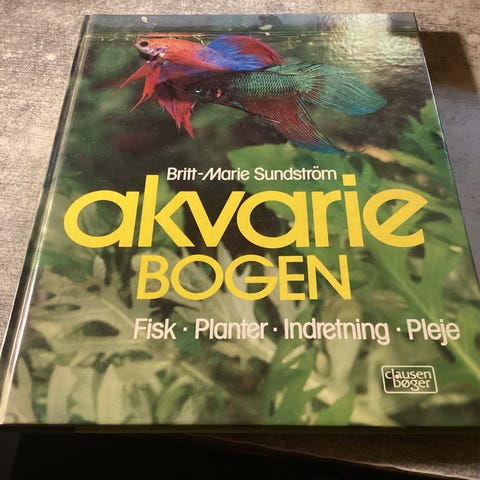 Britt-Marie Sundström
akvarie
BOGEN
Fisk · Planter · Indretning · Pleje
clausen
bøger